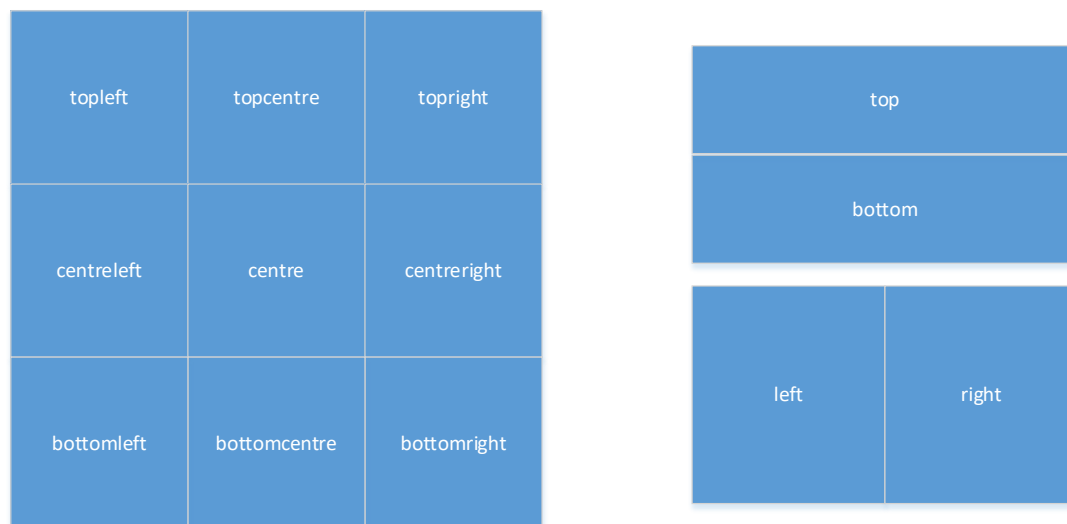 topleft topcentre topright
centreleft centre centreright
bottomleft bottomcentre bottomright
top
bottom
left right